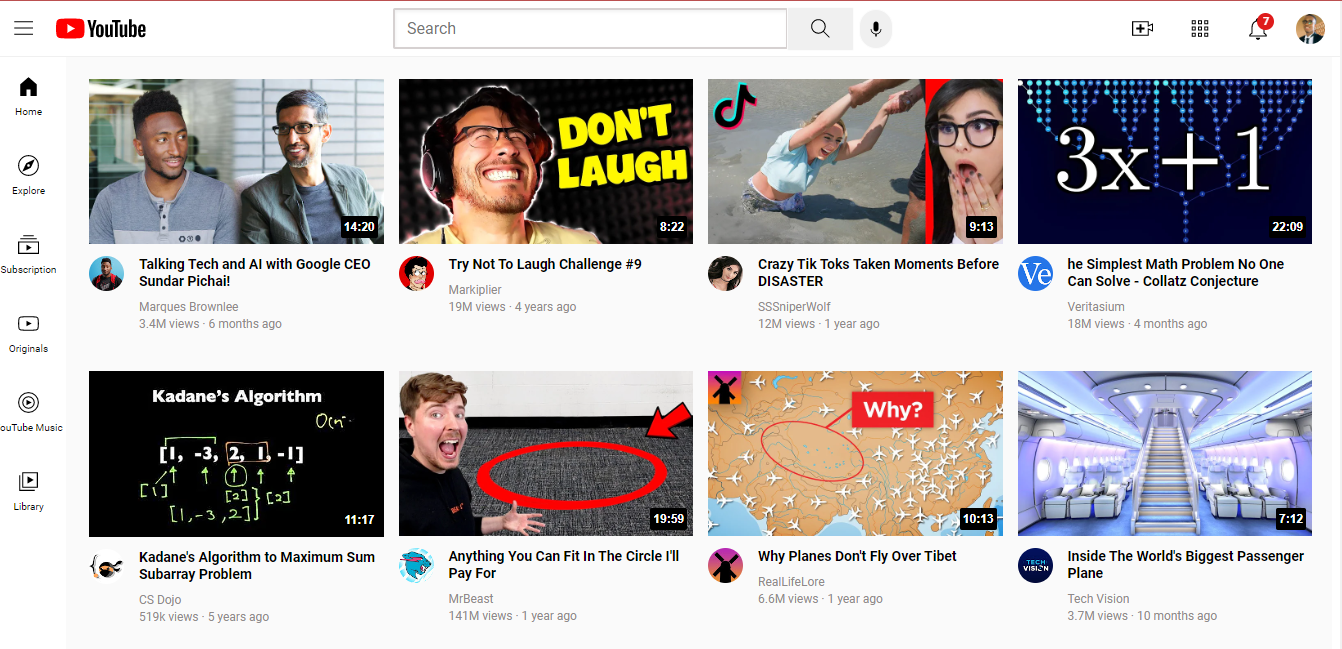 YouTube
Search
7
Home
Explore
Subscription
Originals
ouTube Music
Library
14:20
Talking Tech and AI with Google CEO
Sundar Pichai!
Marques Brownlee
3.4M views · 6 months ago
DON'T
LAUGH
8:22
Try Not To Laugh Challenge #9
Markiplier
19M views · 4 years ago
9:13
Crazy Tik Toks Taken Moments Before
DISASTER
SSSniperWolf
12M views · 1 year ago
3x+1
22:09
Ve
he Simplest Math Problem No One
Can Solve - Collatz Conjecture
Veritasium
18M views · 4 months ago
Kadane's Algorithm
[1, -3, 2, 1, -1]
[1]
[2]
[2]
[1, -3, 2]
11:17
Kadane's Algorithm to Maximum Sum
Subarray Problem
CS Dojo
519k views · 5 years ago
19:59
Anything You Can Fit In The Circle I'll
Pay For
MrBeast
141M views · 1 year ago
Why?
10:13
Why Planes Don't Fly Over Tibet
RealLifeLore
6.6M views · 1 year ago
7:12
TECH
VISION
Inside The World's Biggest Passenger
Plane
Tech Vision
3.7M views · 10 months ago